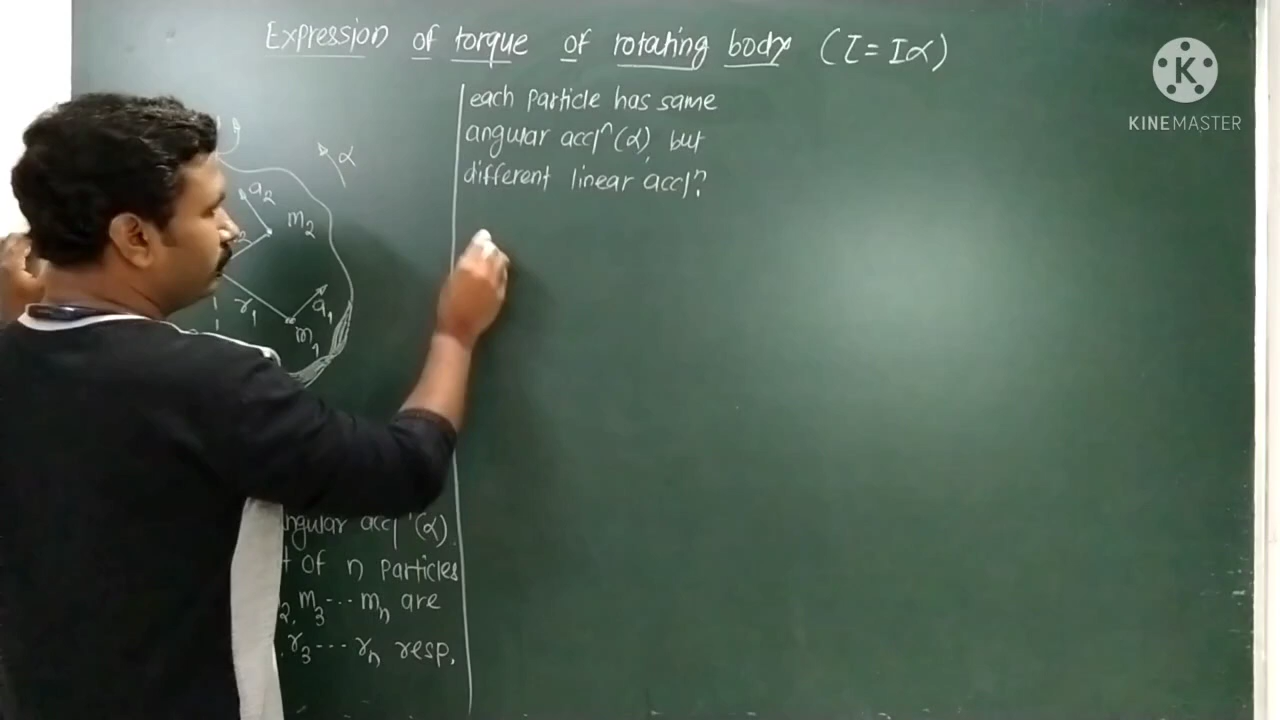 Expression of torque of rotating body (τ = Iα)
K
KINEMASTER
each particle has same
angular accl^n (α), but
different linear accl^n.
α
a₂
m₂
r₁
a₁
m₁
angular accl^n (α).
of n particles
2, m₃ --- mₙ are
r₃ --- rₙ resp.